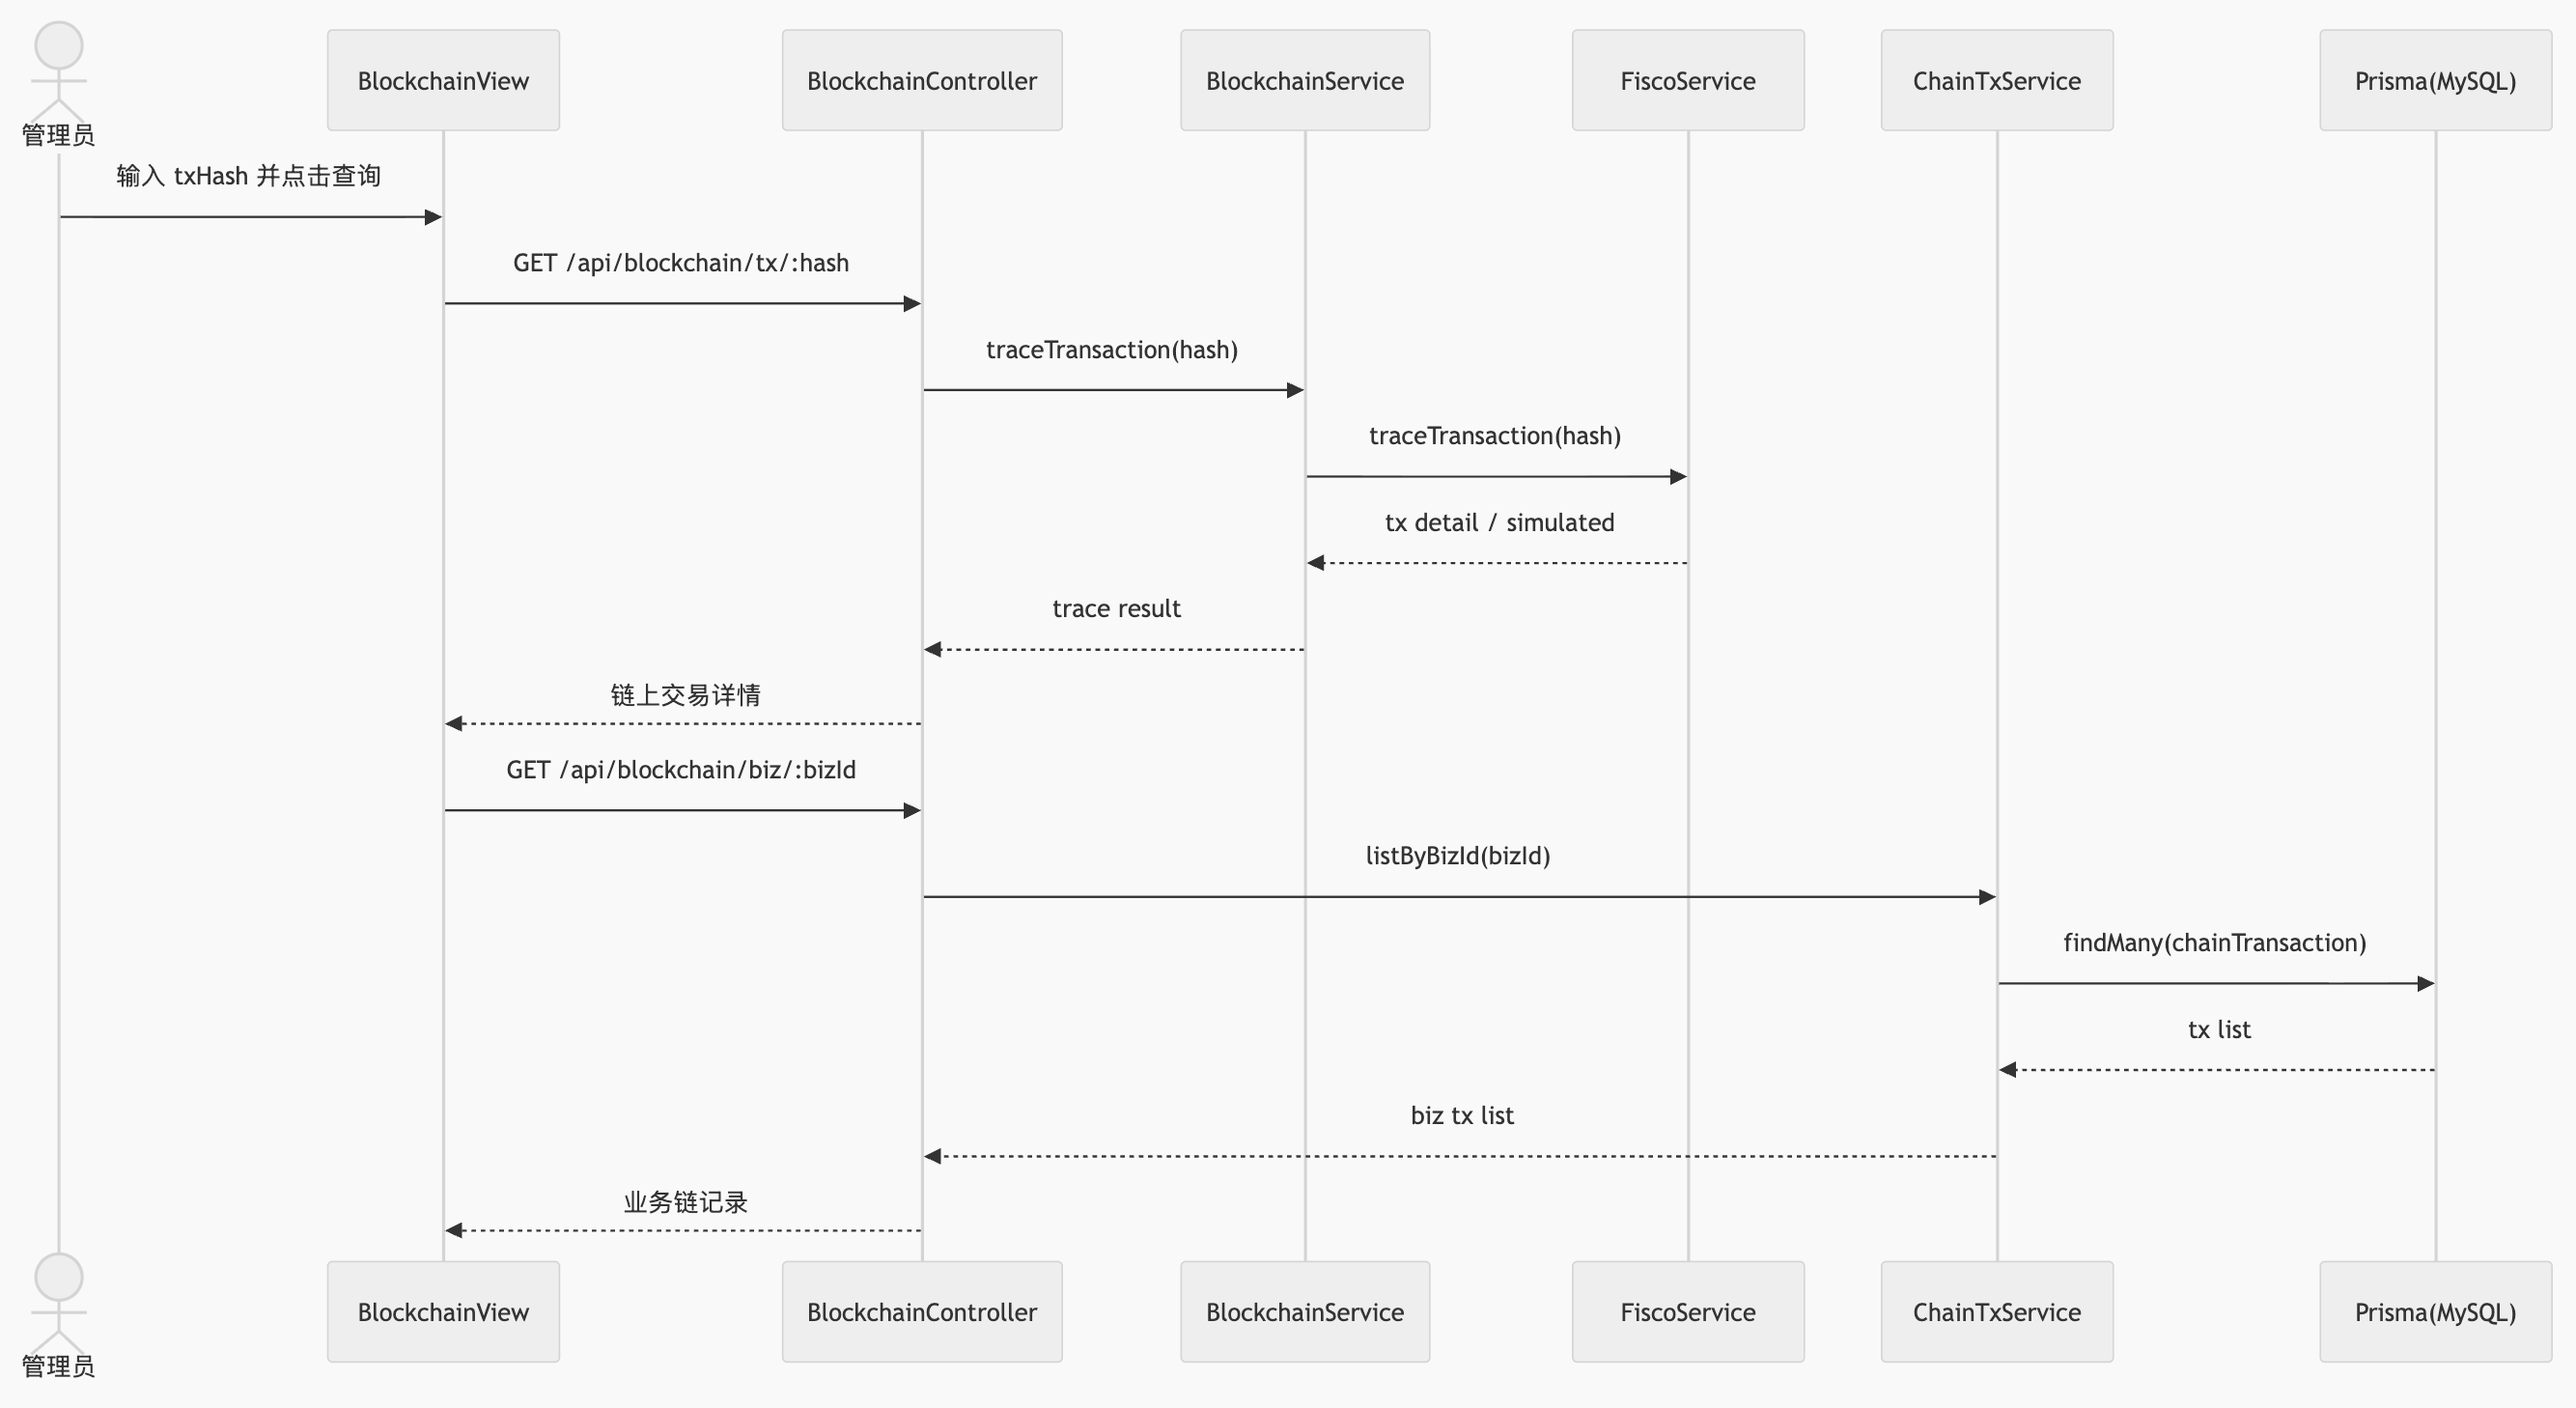 管理员
BlockchainView
BlockchainController
BlockchainService
FiscoService
ChainTxService
Prisma(MySQL)
输入 txHash 并点击查询
GET /api/blockchain/tx/:hash
traceTransaction(hash)
traceTransaction(hash)
tx detail / simulated
trace result
链上交易详情
GET /api/blockchain/biz/:bizId
listByBizId(bizId)
findMany(chainTransaction)
tx list
biz tx list
业务链记录
管理员
BlockchainView
BlockchainController
BlockchainService
FiscoService
ChainTxService
Prisma(MySQL)